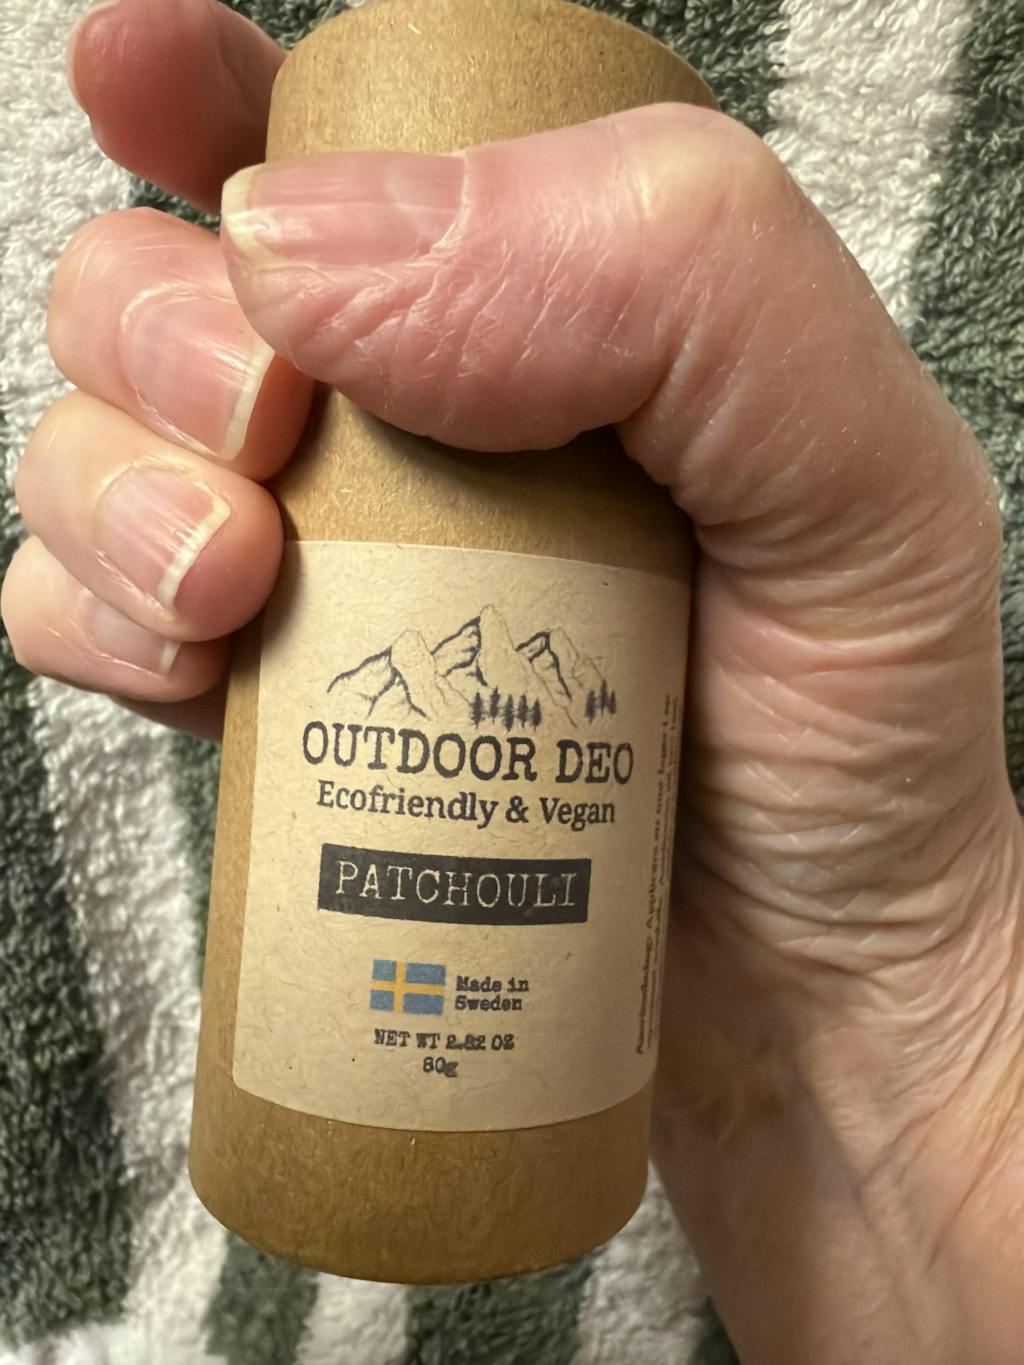 OUTDOOR DEO
Ecofriendly & Vegan
PATCHOULI
Made in
Sweden
NET WT 2.82 OZ
80g